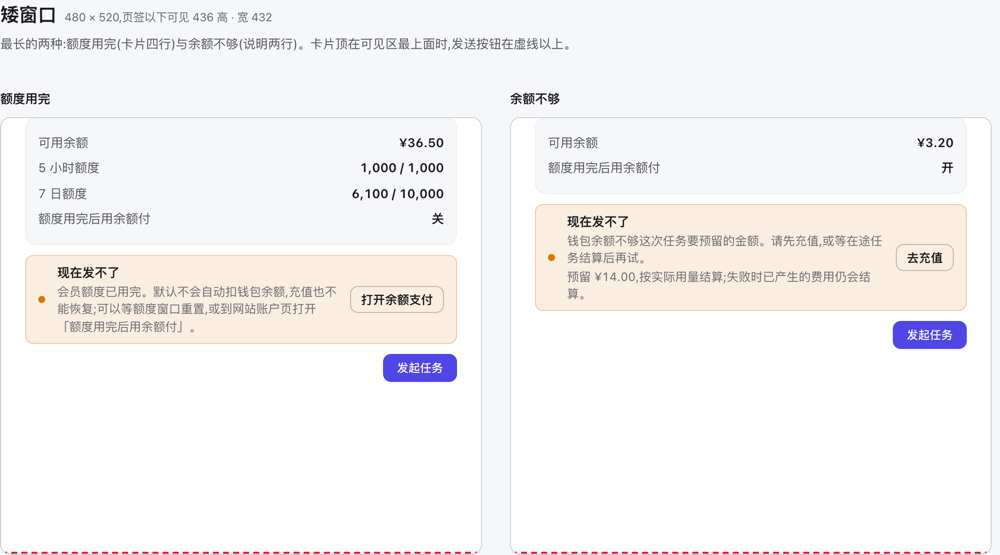 矮窗口 480 × 520,页签以下可见 436 高 · 宽 432
最长的两种:额度用完(卡片四行)与余额不够(说明两行)。卡片顶在可见区最上面时,发送按钮在虚线以上。
额度用完
可用余额 ¥36.50
5 小时额度 1,000 / 1,000
7 日额度 6,100 / 10,000
额度用完后用余额付 关
现在发不了
会员额度已用完。默认不会自动扣钱包余额,充值也不
能恢复;可以等额度窗口重置,或到网站账户页打开
「额度用完后用余额付」。
打开余额支付
发起任务
余额不够
可用余额 ¥3.20
额度用完后用余额付 开
现在发不了
钱包余额不够这次任务要预留的金额。请先充值,或等在途任
务结算后再试。
预留 ¥14.00,按实际用量结算;失败时已产生的费用仍会结
算。
去充值
发起任务